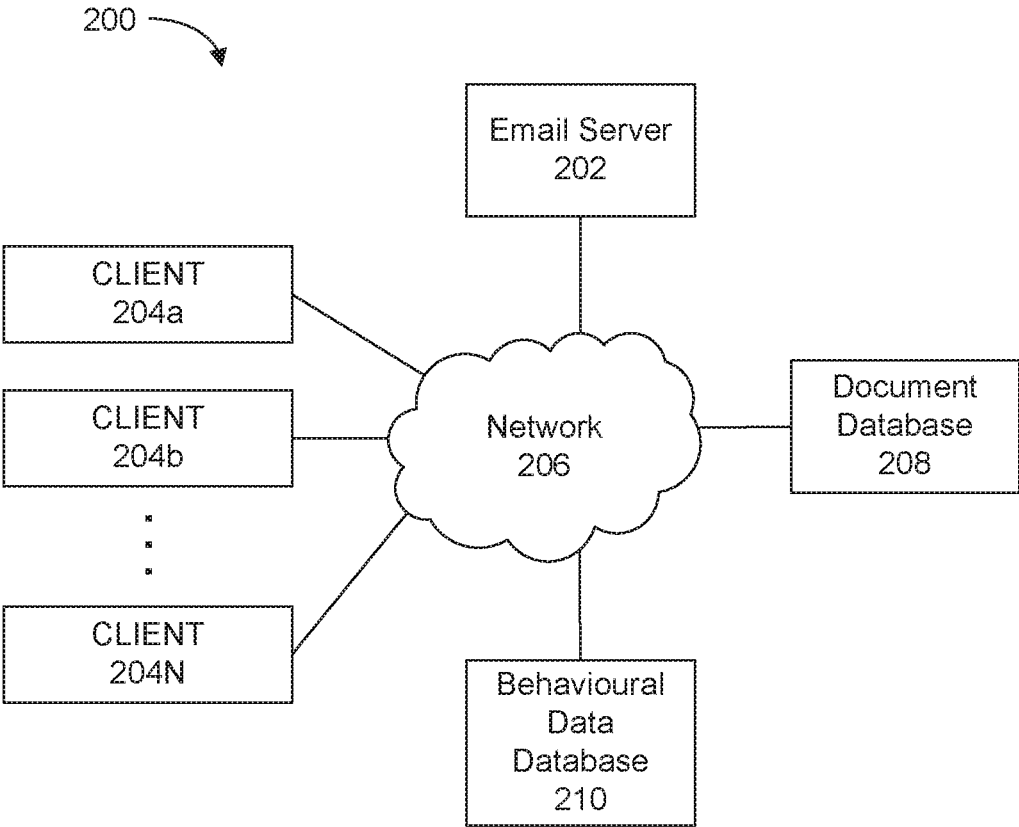 200
Email Server
202
CLIENT
204a
CLIENT
204b
CLIENT
204N
Network
206
Document
Database
208
Behavioural
Data
Database
210